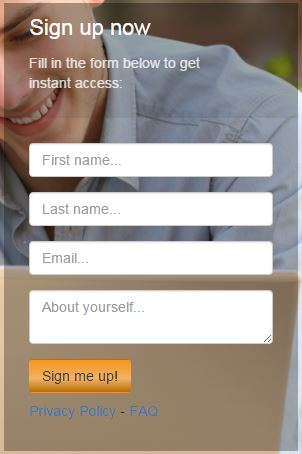 Sign up now
Fill in the form below to get
instant access:
First name...
Last name...
Email...
About yourself...
Sign me up!
Privacy Policy - FAQ